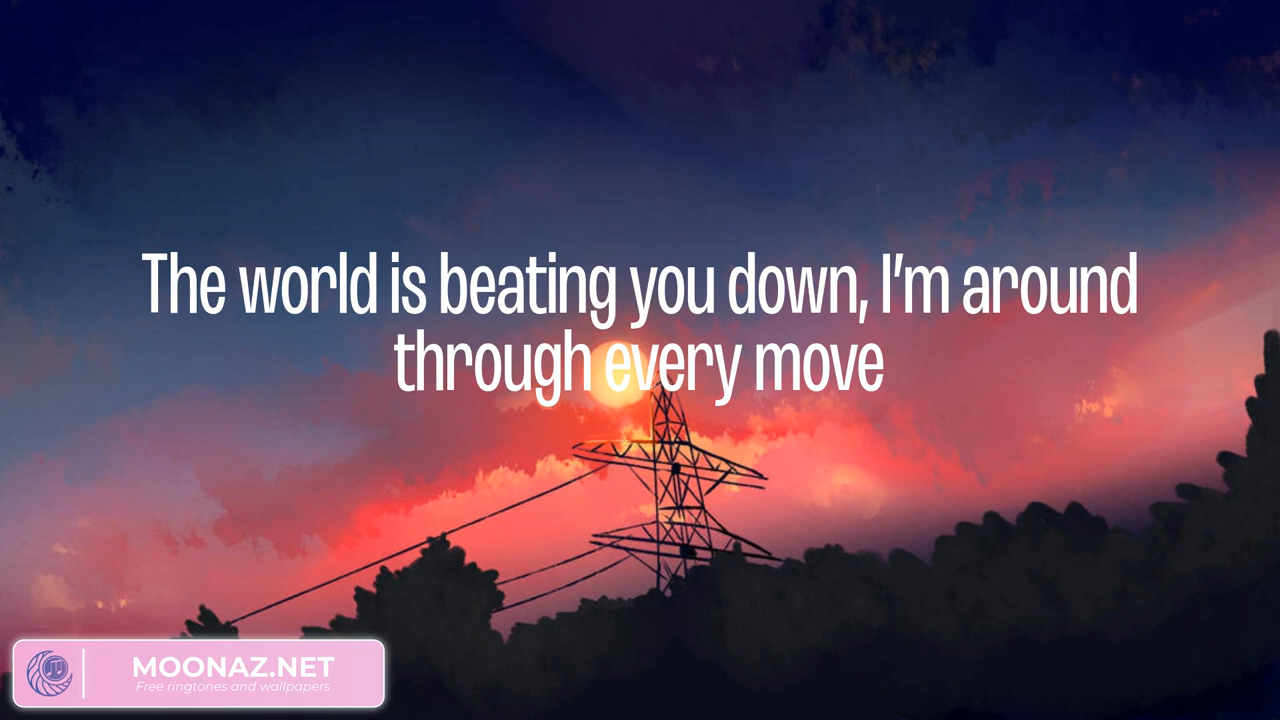 The world is beating you down, I'm around
through every move
MOONAZ.NET
Free ringtones and wallpapers